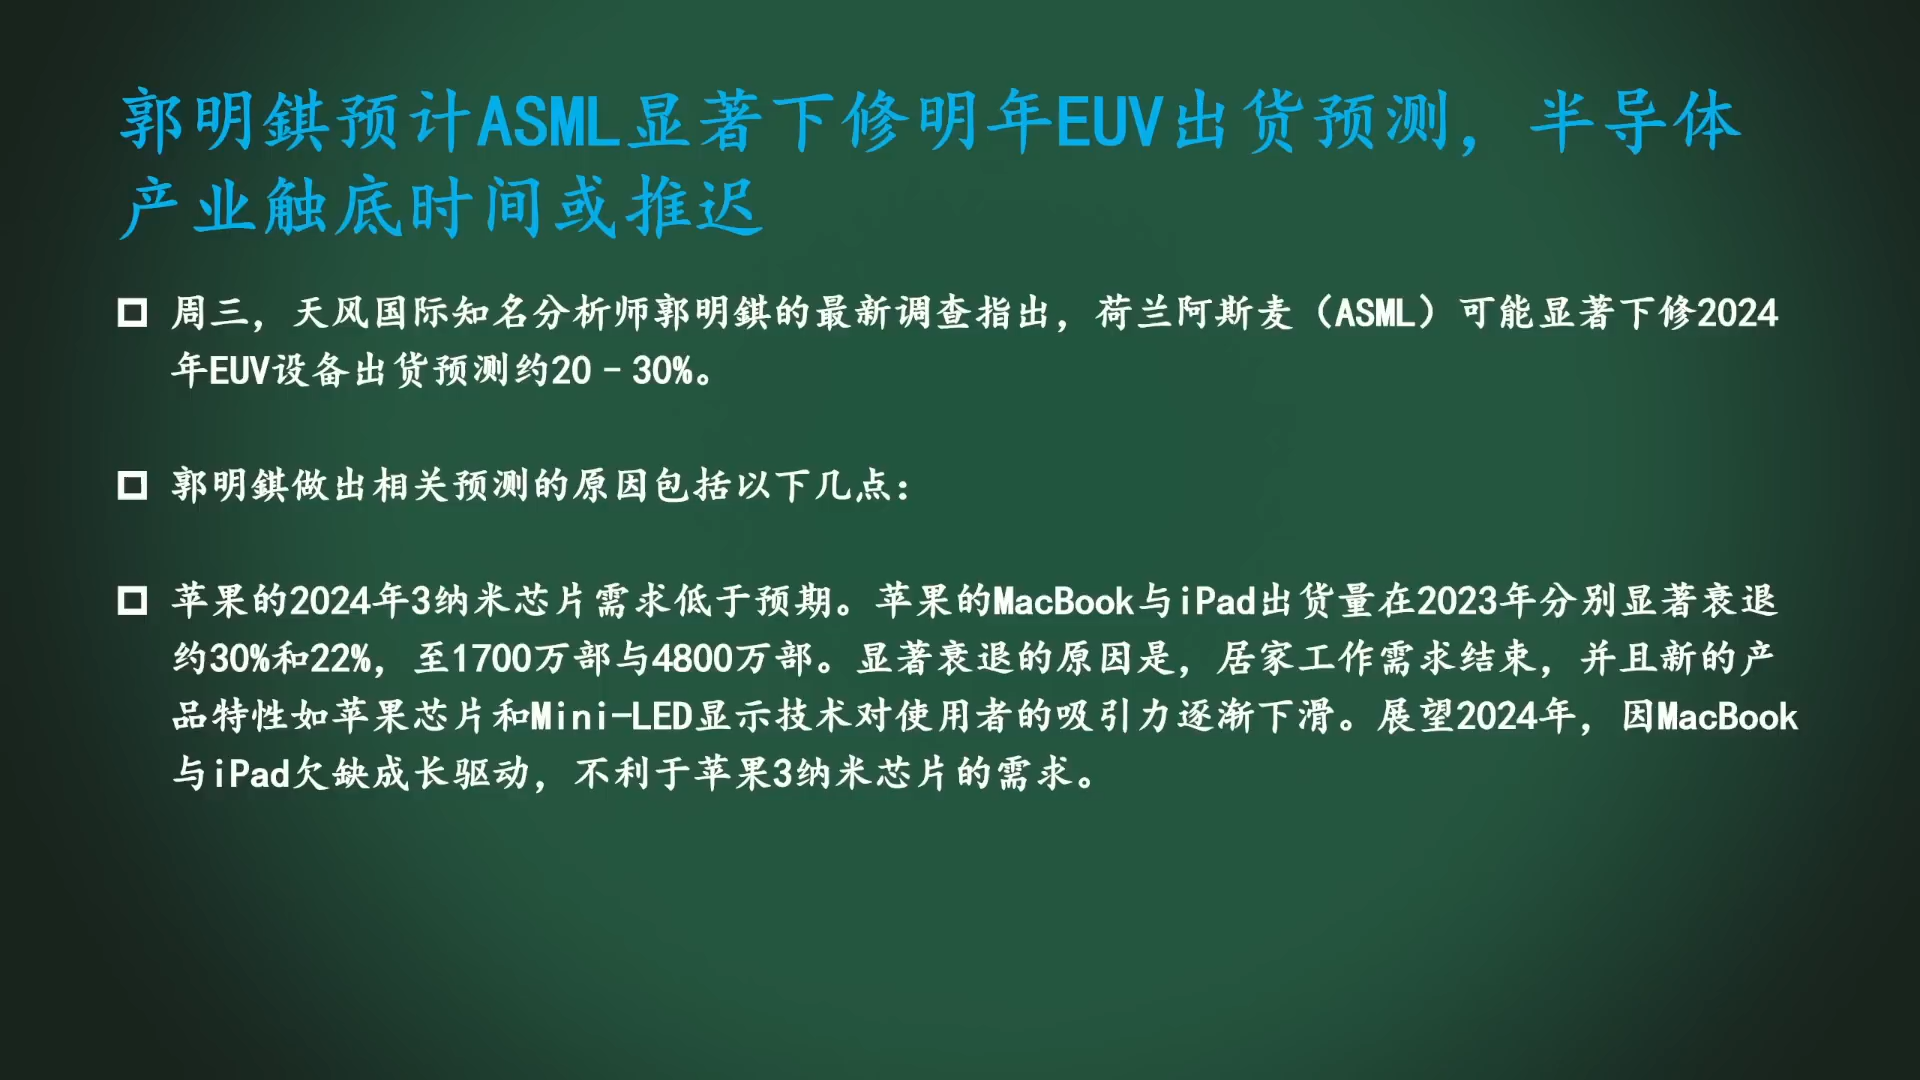 郭明錤预计ASML显著下修明年EUV出货预测，半导体
产业触底时间或推迟
周三，天风国际知名分析师郭明錤的最新调查指出，荷兰阿斯麦（ASML）可能显著下修2024
年EUV设备出货预测约20–30%。
郭明錤做出相关预测的原因包括以下几点：
苹果的2024年3纳米芯片需求低于预期。苹果的MacBook与iPad出货量在2023年分别显著衰退
约30%和22%，至1700万部与4800万部。显著衰退的原因是，居家工作需求结束，并且新的产
品特性如苹果芯片和Mini-LED显示技术对使用者的吸引力逐渐下滑。展望2024年，因MacBook
与iPad欠缺成长驱动，不利于苹果3纳米芯片的需求。